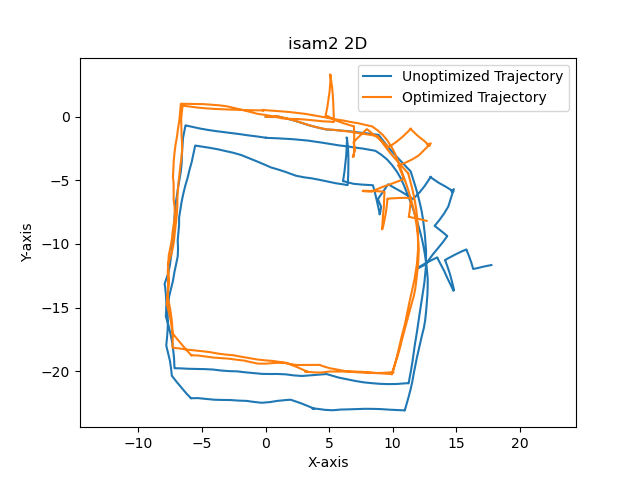 isam2 2D
Unoptimized Trajectory
Optimized Trajectory
0
−5
−10
−15
−20
Y-axis
−10 −5 0 5 10 15 20
X-axis